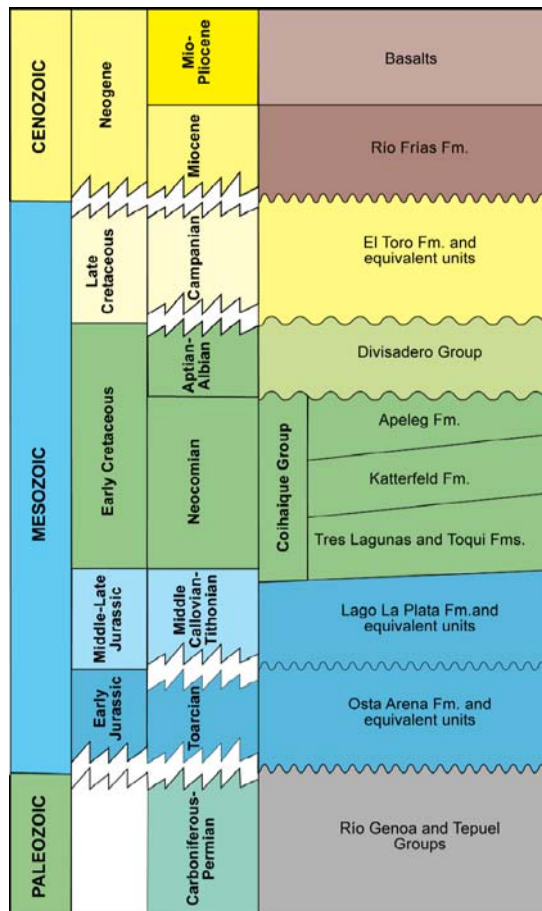 CENOZOIC
Neogene
Mio-
Pliocene
Basalts
Miocene
Río Frías Fm.
MESOZOIC
Late
Cretaceous
Campanian
El Toro Fm. and
equivalent units
Early Cretaceous
Aptian-
Albian
Divisadero Group
Neocomian
Coihaique Group
Apeleg Fm.
Katterfeld Fm.
Tres Lagunas and Toqui Fms.
Middle-Late
Jurassic
Middle
Callovian-
Tithonian
Lago La Plata Fm.and
equivalent units
Early
Jurassic
Toarcian
Osta Arena Fm. and
equivalent units
PALEOZOIC
Carboniferous-
Permian
Río Genoa and Tepuel
Groups